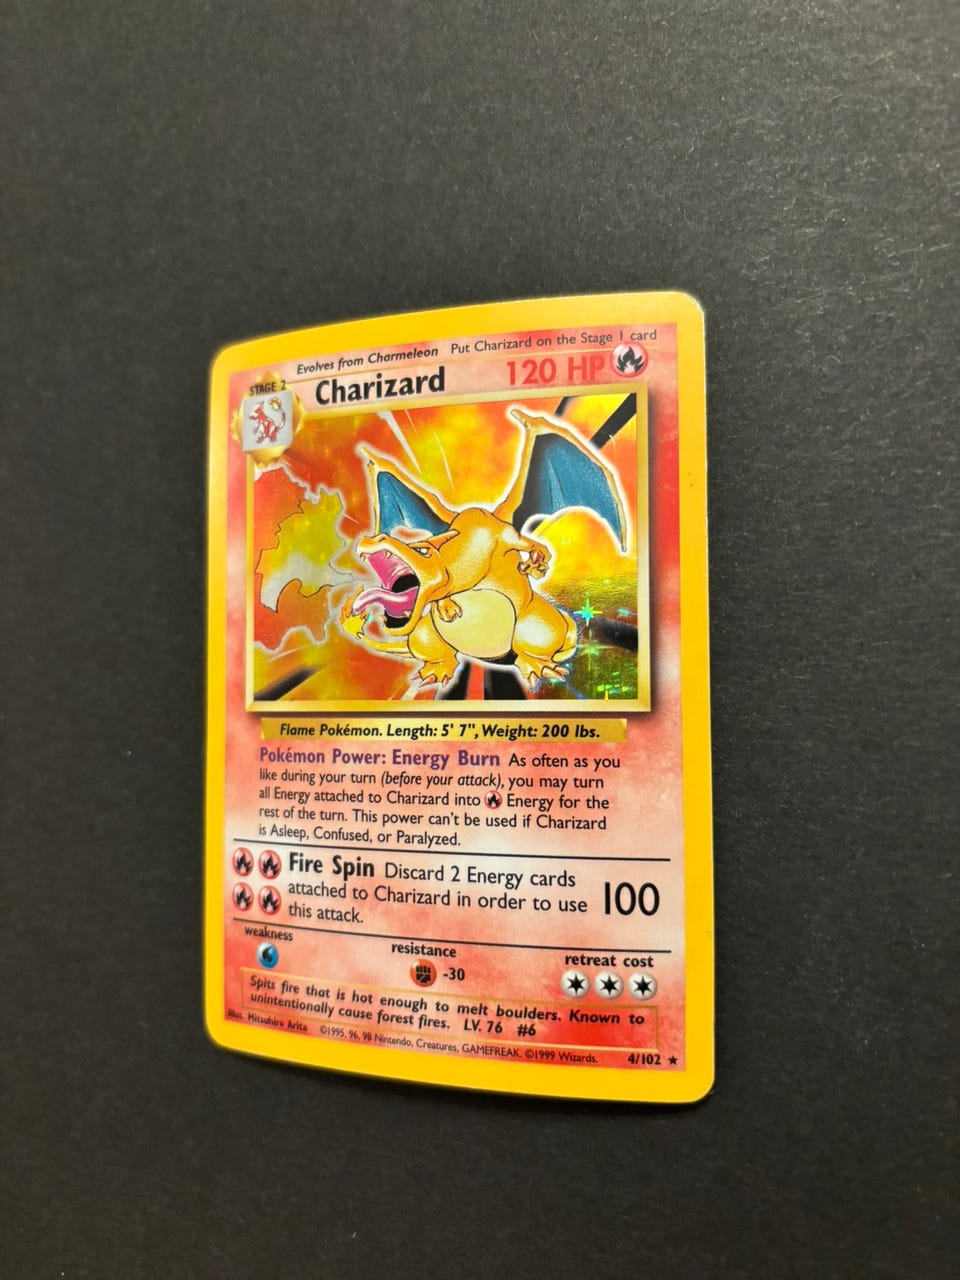 Evolves from Charmeleon Put Charizard on the Stage 1 card
STAGE 2
Charizard 120 HP
Flame Pokémon. Length: 5' 7", Weight: 200 lbs.
Pokémon Power: Energy Burn As often as you
like during your turn (before your attack), you may turn
all Energy attached to Charizard into Energy for the
rest of the turn. This power can't be used if Charizard
is Asleep, Confused, or Paralyzed.
Fire Spin Discard 2 Energy cards
attached to Charizard in order to use
this attack.
100
weakness
resistance
-30
retreat cost
Spits fire that is hot enough to melt boulders. Known to
unintentionally cause forest fires. LV. 76 #6
Illus. Mitsuhiro Arita ©1995, 96, 98 Nintendo, Creatures, GAMEFREAK. ©1999 Wizards. 4/102 ★